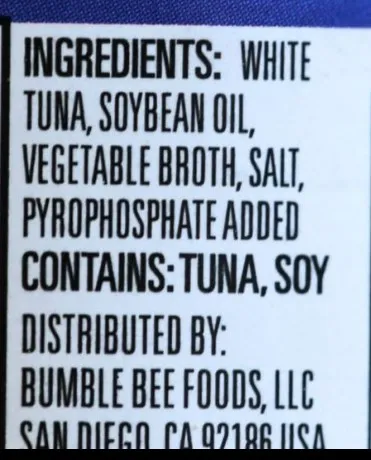 INGREDIENTS: WHITE
TUNA, SOYBEAN OIL,
VEGETABLE BROTH, SALT,
PYROPHOSPHATE ADDED
CONTAINS: TUNA, SOY
DISTRIBUTED BY:
BUMBLE BEE FOODS, LLC
SAN DIEGO, CA 92186 USA